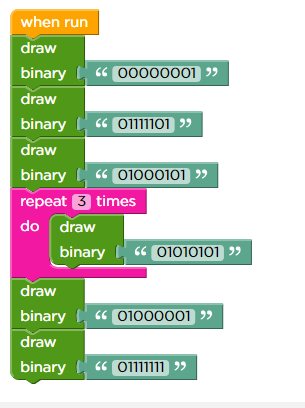 when run
draw
binary “ 00000001 ”
draw
binary “ 01111101 ”
draw
binary “ 01000101 ”
repeat 3 times
do draw
binary “ 01010101 ”
draw
binary “ 01000001 ”
draw
binary “ 01111111 ”